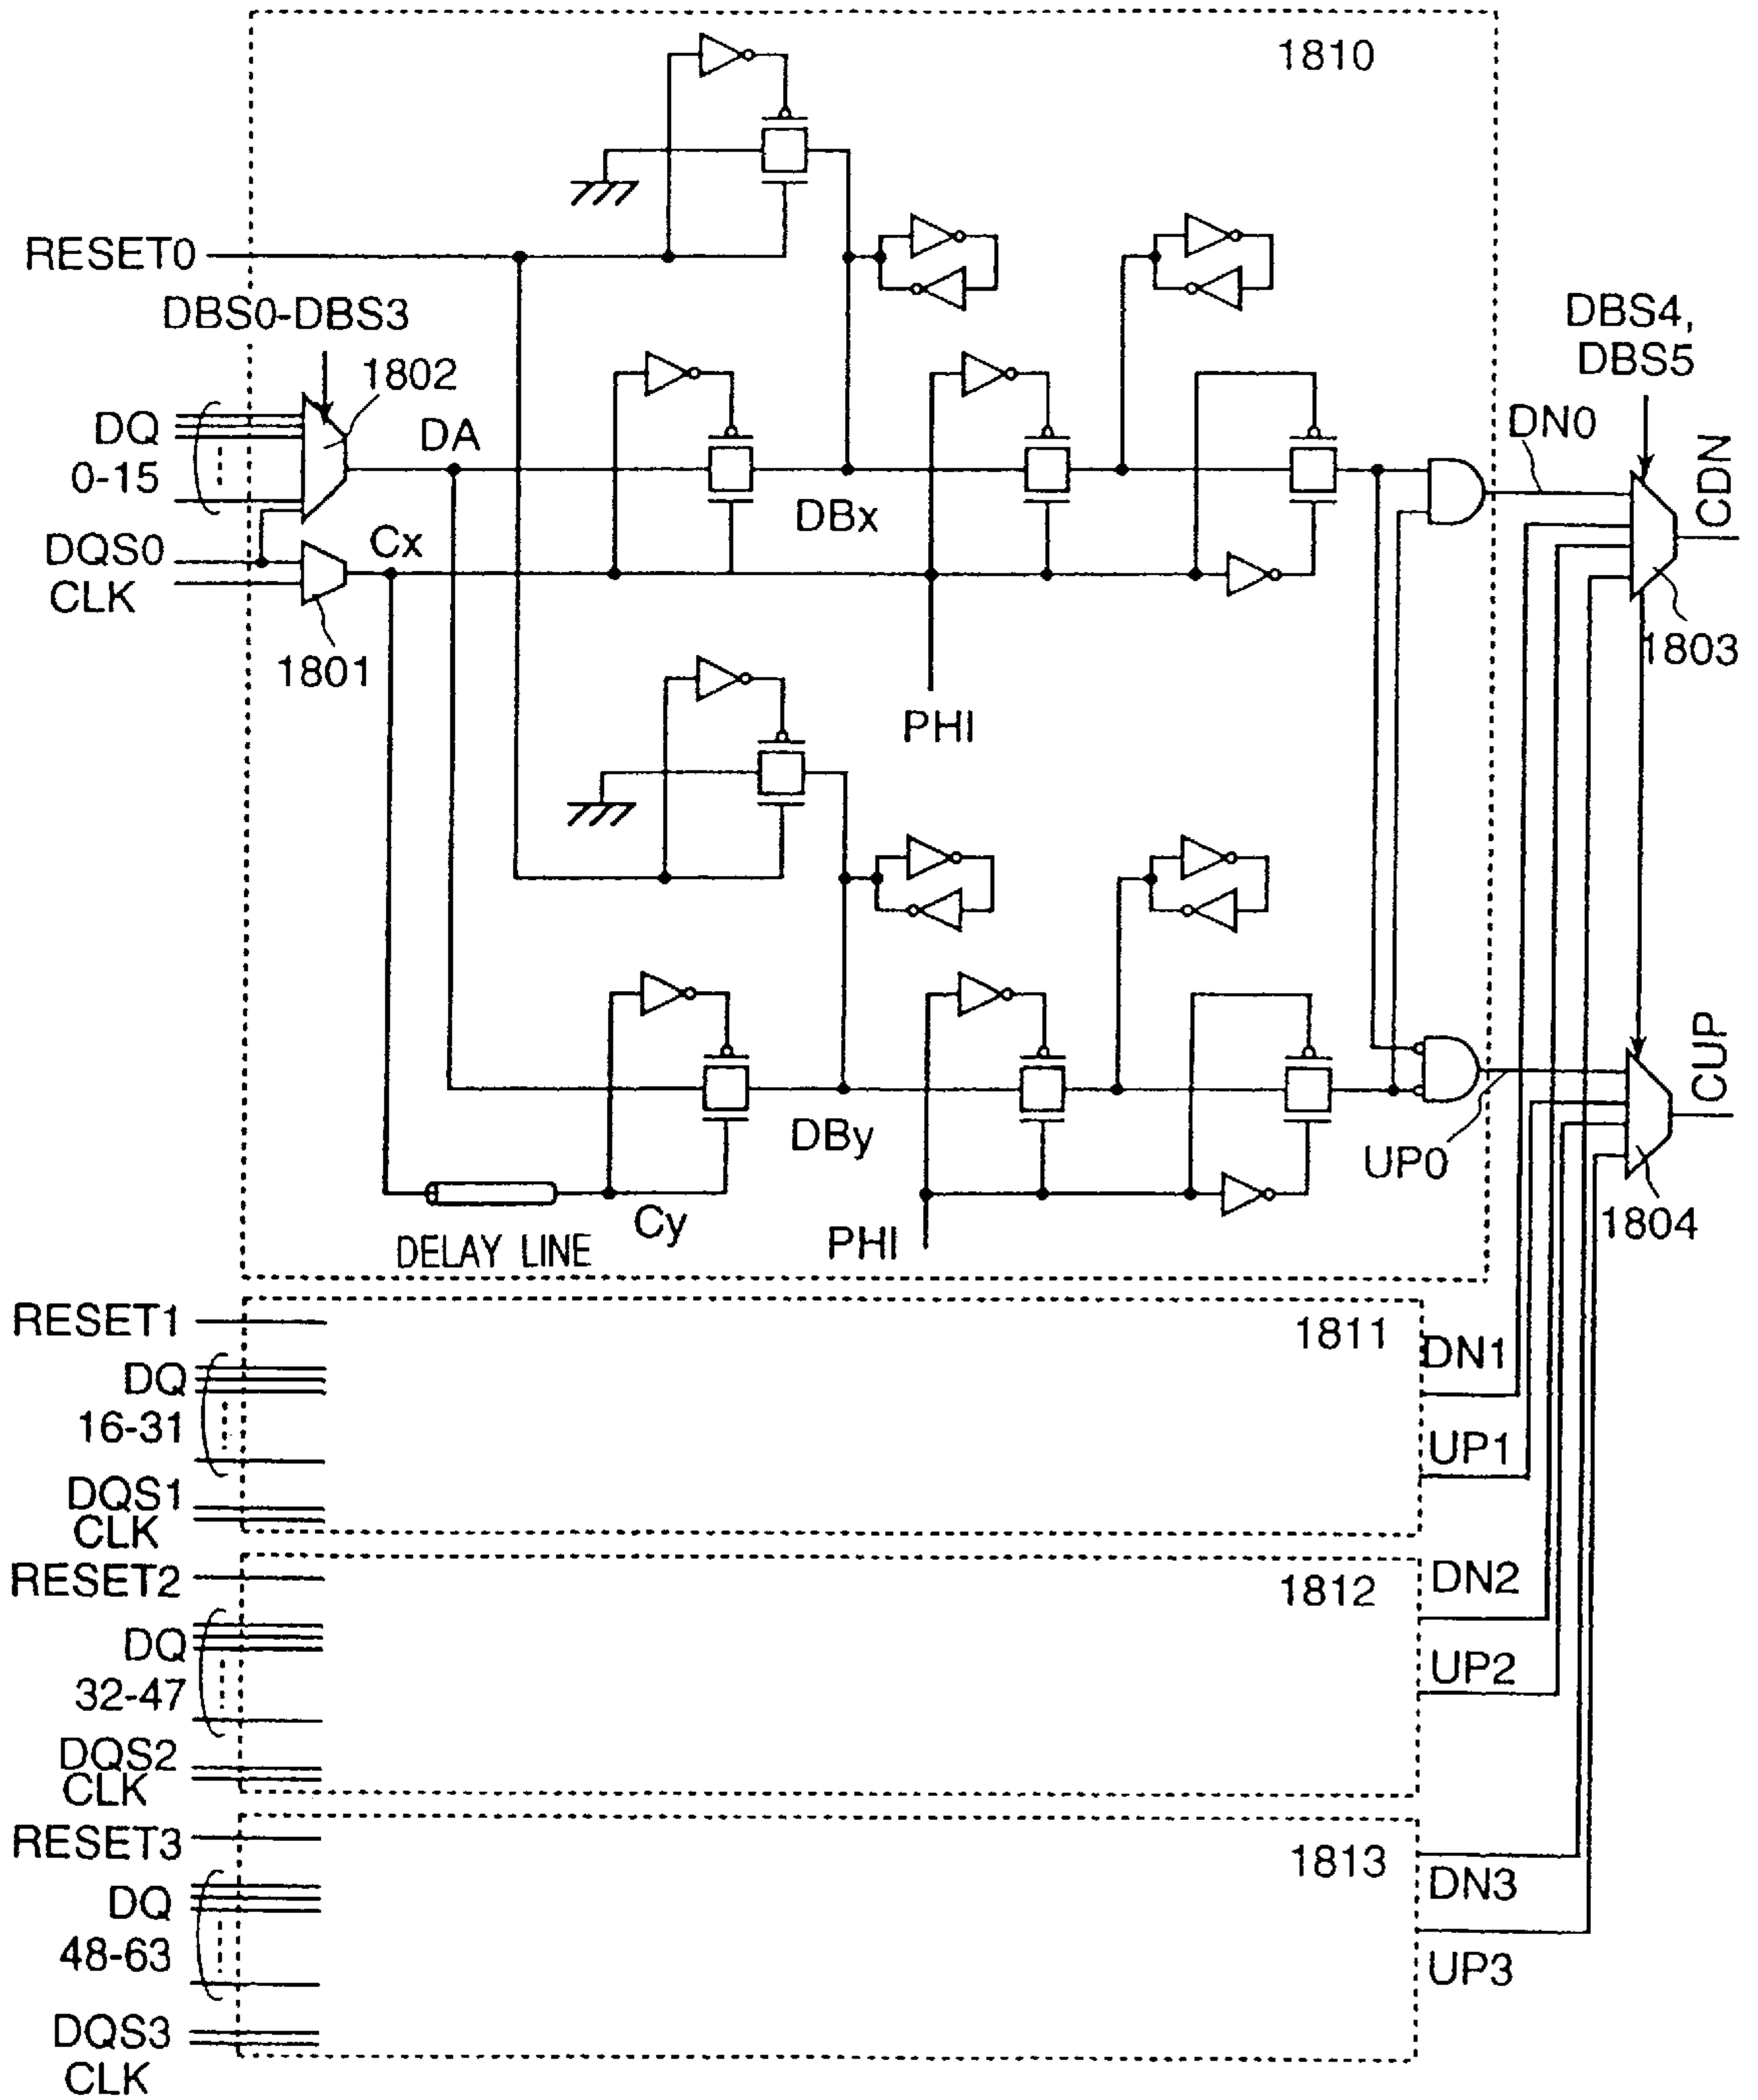 1810
RESET0
DBS0-DBS3
1802
DQ
0-15
DA
DBx
DQS0
CLK
Cx
1801
PHI
DBS4,
DBS5
DN0
CDN
1803
DBy
UP0
CUP
1804
Cy
DELAY LINE
PHI
RESET1
1811
DQ
16-31
DN1
UP1
DQS1
CLK
RESET2
1812
DN2
DQ
32-47
UP2
DQS2
CLK
RESET3
1813
DN3
DQ
48-63
UP3
DQS3
CLK